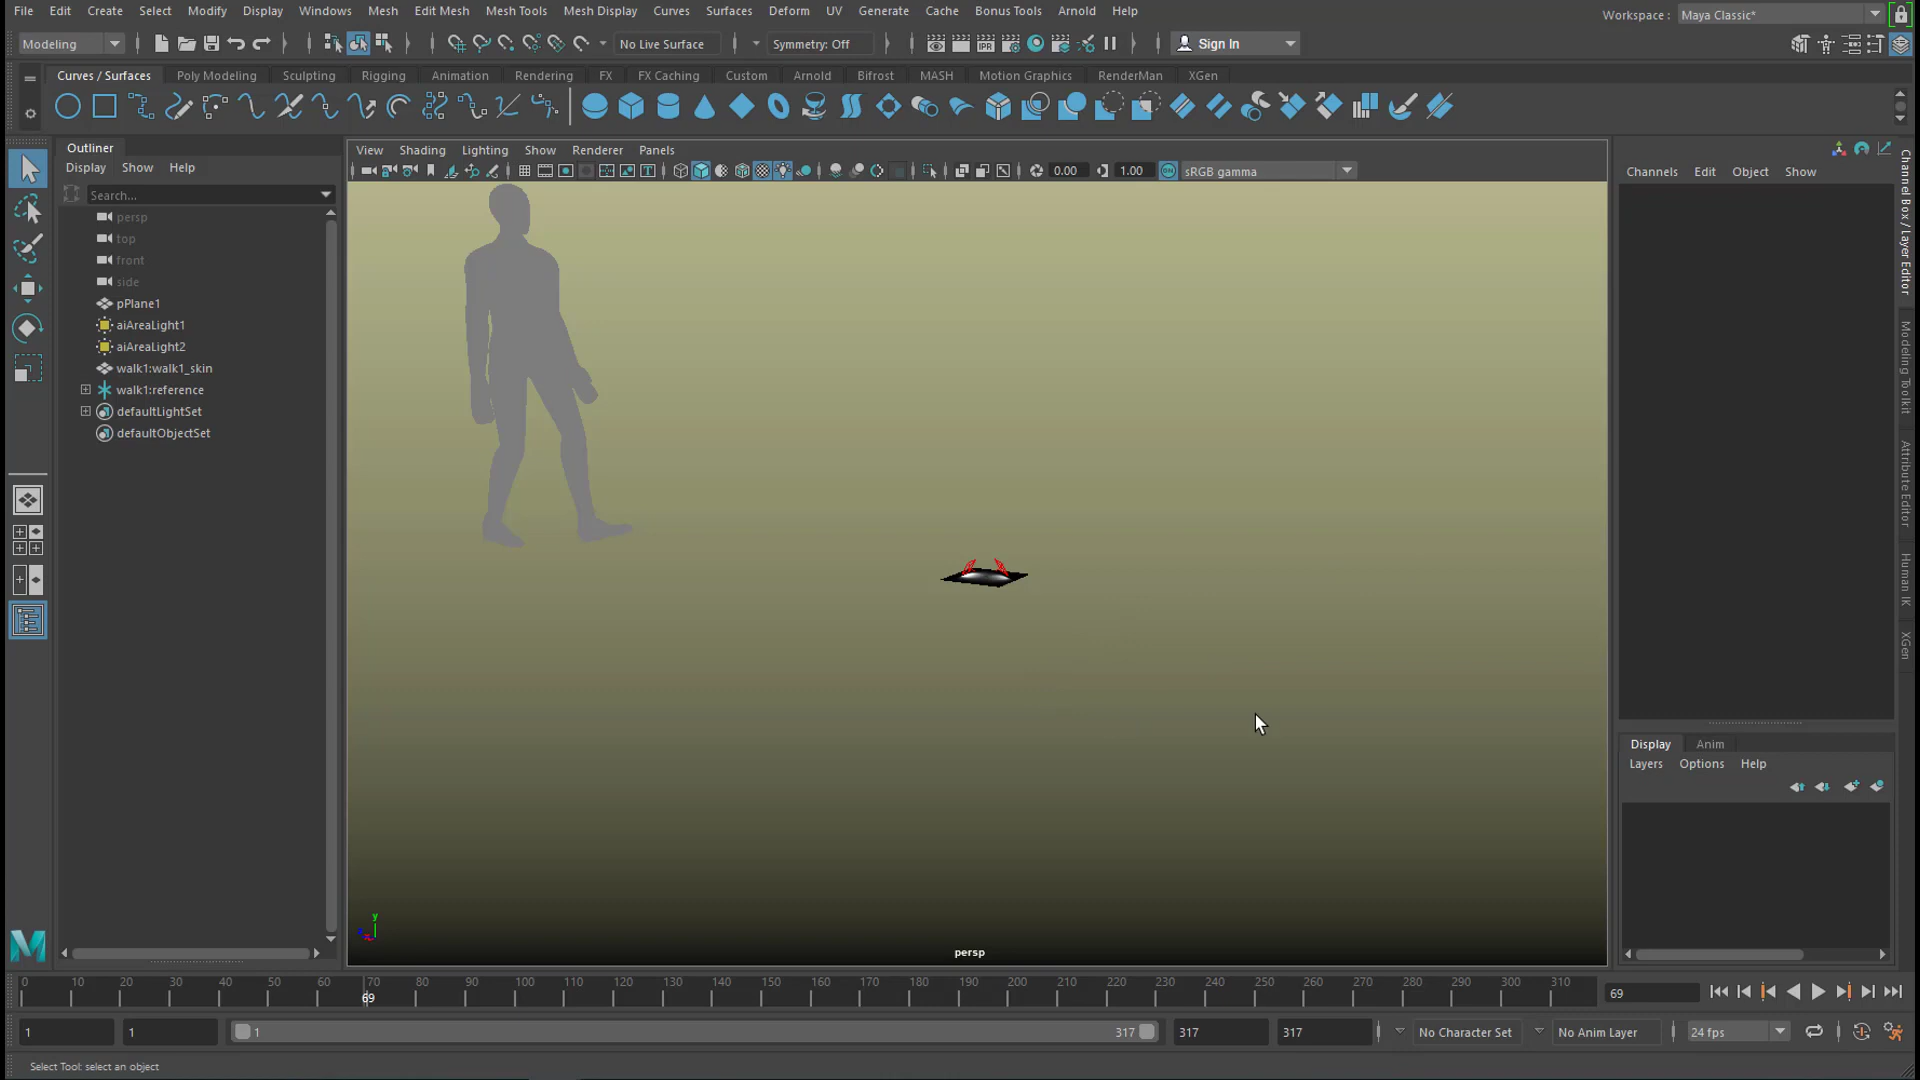 File Edit Create Select Modify Display Windows Mesh Edit Mesh Mesh Tools Mesh Display Curves Surfaces Deform UV Generate Cache Bonus Tools Arnold Help
Workspace : Maya Classic*
Modeling No Live Surface Symmetry: Off IPR Sign In
Curves / Surfaces Poly Modeling Sculpting Rigging Animation Rendering FX FX Caching Custom Arnold Bifrost MASH Motion Graphics RenderMan XGen
Outliner
Display Show Help
Search...
persp
top
front
side
pPlane1
aiAreaLight1
aiAreaLight2
walk1:walk1_skin
walk1:reference
defaultLightSet
defaultObjectSet
View Shading Lighting Show Renderer Panels
0.00 1.00 ON sRGB gamma
y
persp
Channels Edit Object Show
Channel Box / Layer Editor
Modeling Toolkit
Attribute Editor
Human IK
XGen
Display Anim
Layers Options Help
0 10 20 30 40 50 60 70 80 90 100 110 120 130 140 150 160 170 180 190 200 210 220 230 240 250 260 270 280 290 300 310
69
69
1 1 1 317 317 317 No Character Set No Anim Layer 24 fps
Select Tool: select an object